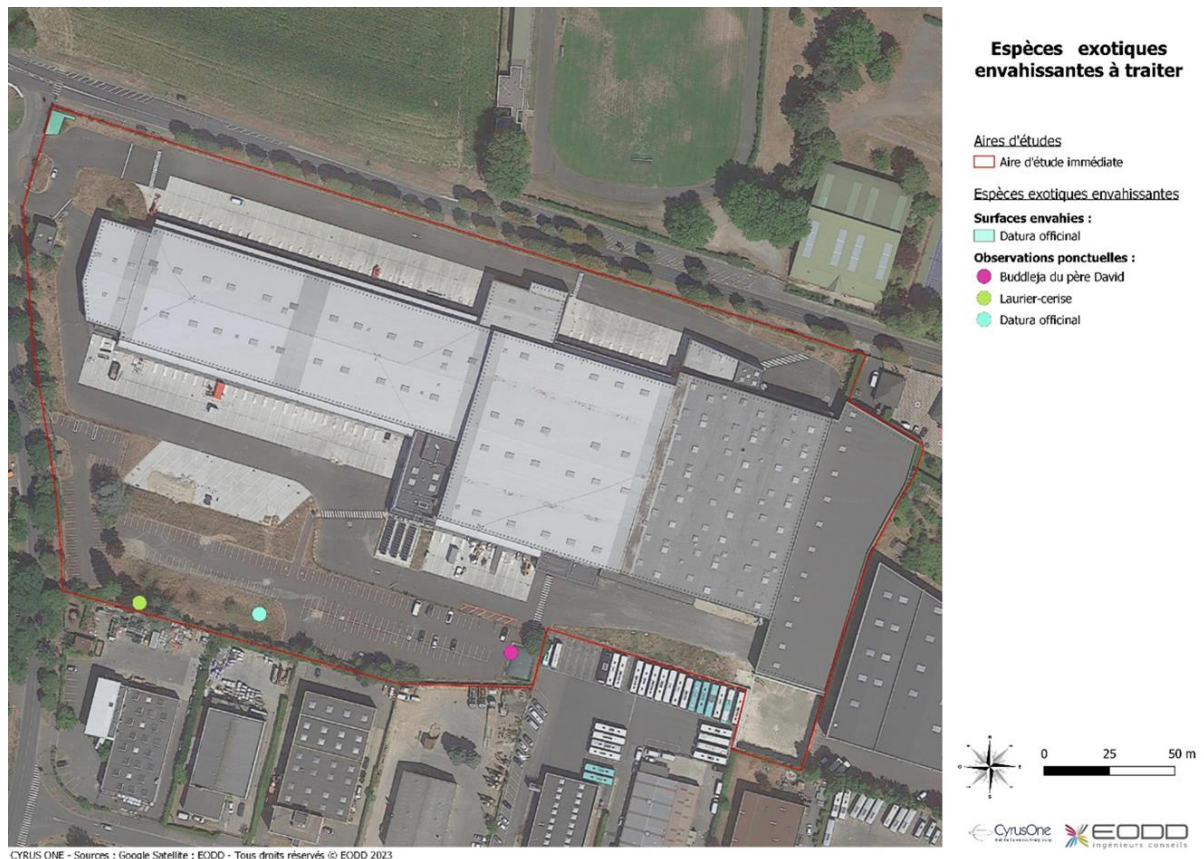 Espèces exotiques
envahissantes à traiter
Aires d'études
Aire d'étude immédiate
Espèces exotiques envahissantes
Surfaces envahies :
Datura officinal
Observations ponctuelles :
Buddleja du père David
Laurier-cerise
Datura officinal
0 25 50 m
CyrusOne
EODD
ingénieurs conseils
CYRUS ONE - Sources : Google Satellite ; EODD - Tous droits réservés © EODD 2023